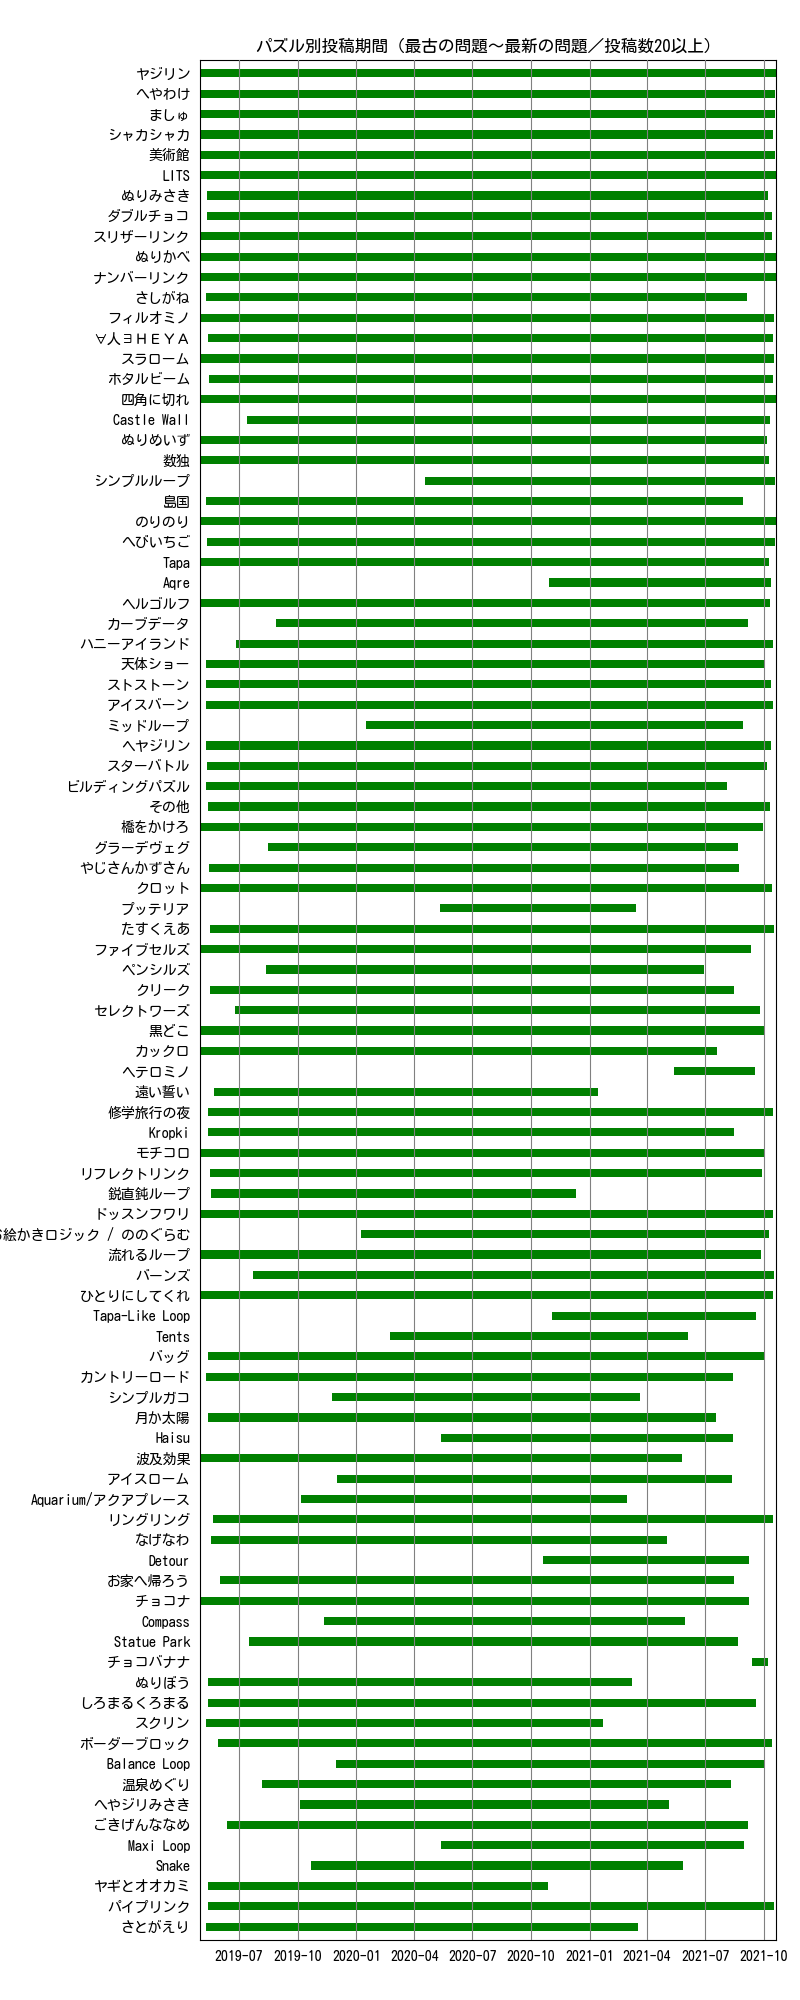 パズル別投稿期間（最古の問題～最新の問題／投稿数20以上）
ヤジリン
へやわけ
ましゅ
シャカシャカ
美術館
LITS
ぬりみさき
ダブルチョコ
スリザーリンク
ぬりかべ
ナンバーリンク
さしがね
フィルオミノ
∀人∃ＨＥＹＡ
スラローム
ホタルビーム
四角に切れ
Castle Wall
ぬりめいず
数独
シンプルループ
島国
のりのり
へびいちご
Tapa
Aqre
ヘルゴルフ
カーブデータ
ハニーアイランド
天体ショー
ストストーン
アイスバーン
ミッドループ
ヘヤジリン
スターバトル
ビルディングパズル
その他
橋をかけろ
グラーデヴェグ
やじさんかずさん
クロット
プッテリア
たすくえあ
ファイブセルズ
ペンシルズ
クリーク
セレクトワーズ
黒どこ
カックロ
ヘテロミノ
遠い誓い
修学旅行の夜
Kropki
モチコロ
リフレクトリンク
鋭直鈍ループ
ドッスンフワリ
絵かきロジック / ののぐらむ
流れるループ
バーンズ
ひとりにしてくれ
Tapa-Like Loop
Tents
バッグ
カントリーロード
シンプルガコ
月か太陽
Haisu
波及効果
アイスローム
Aquarium/アクアプレース
リングリング
なげなわ
Detour
お家へ帰ろう
チョコナ
Compass
Statue Park
チョコバナナ
ぬりぼう
しろまるくろまる
スクリン
ボーダーブロック
Balance Loop
温泉めぐり
へやジリみさき
ごきげんななめ
Maxi Loop
Snake
ヤギとオオカミ
パイプリンク
さとがえり
2019-07 2019-10 2020-01 2020-04 2020-07 2020-10 2021-01 2021-04 2021-07 2021-10